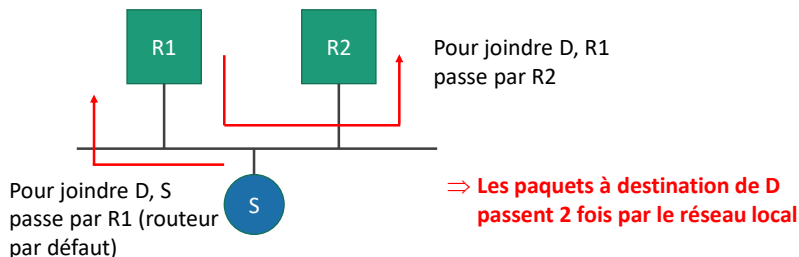 R1
R2
Pour joindre D, R1
passe par R2
Pour joindre D, S
passe par R1 (routeur
par défaut)
S
⇒ Les paquets à destination de D
passent 2 fois par le réseau local